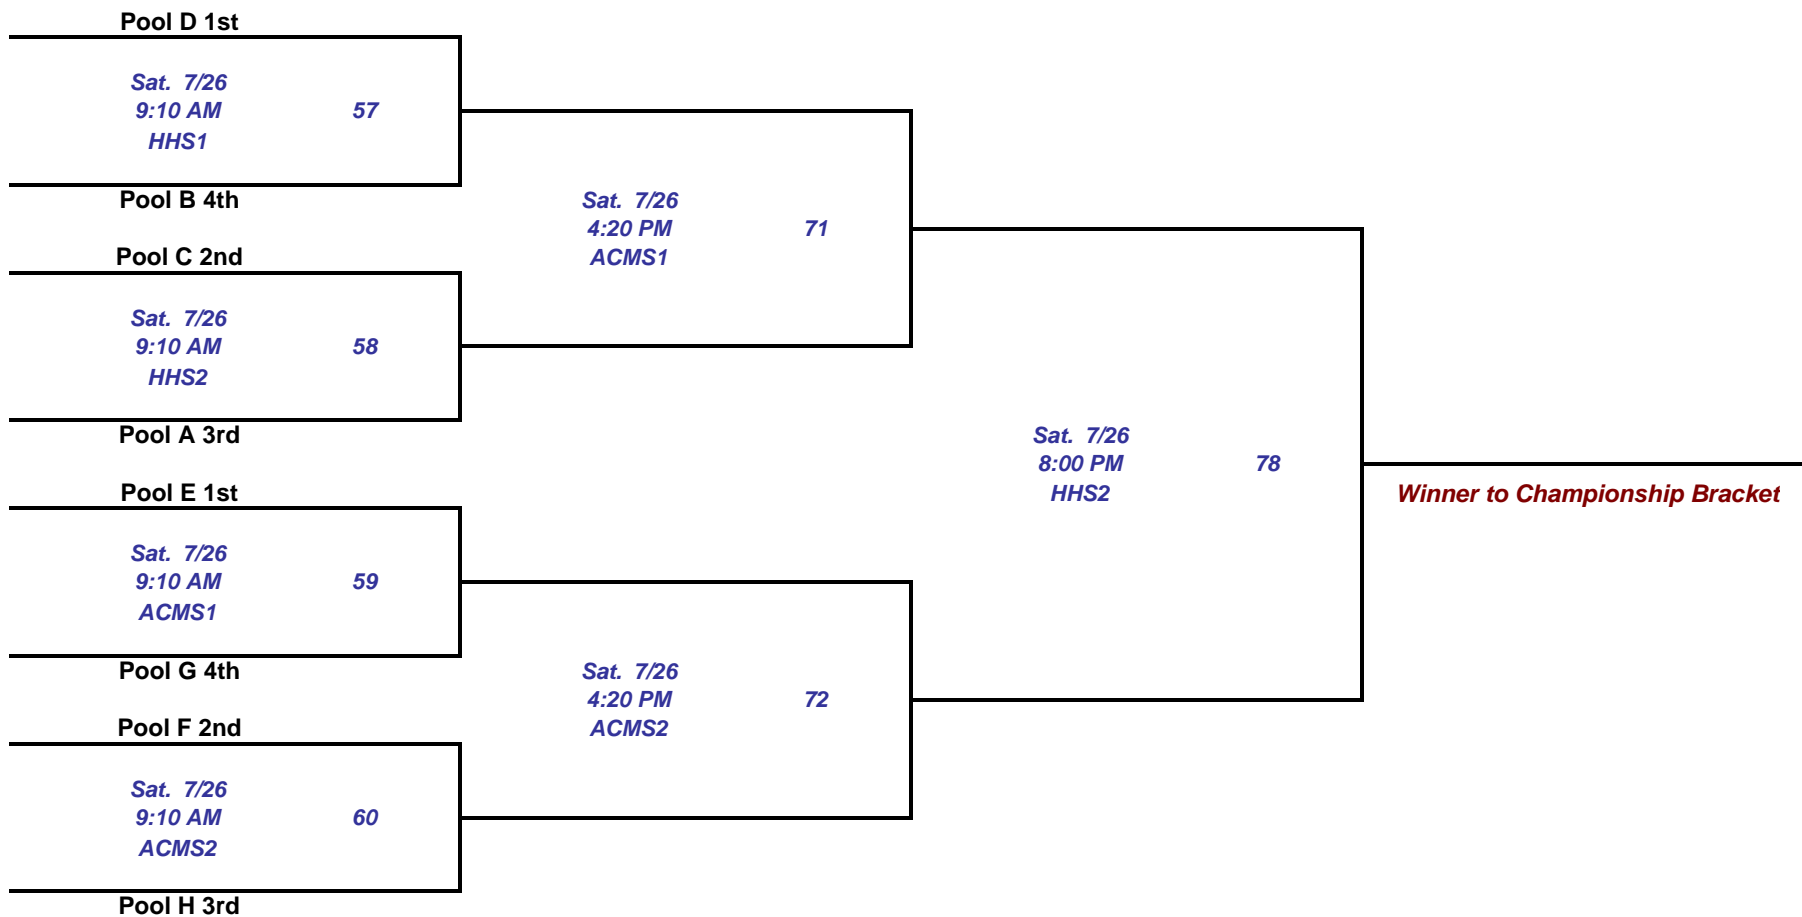 Pool D 1st
Sat. 7/26
9:10 AM 57
HHS1
Pool B 4th
Pool C 2nd
Sat. 7/26
9:10 AM 58
HHS2
Pool A 3rd
Pool E 1st
Sat. 7/26
9:10 AM 59
ACMS1
Pool G 4th
Pool F 2nd
Sat. 7/26
9:10 AM 60
ACMS2
Pool H 3rd
Sat. 7/26
4:20 PM 71
ACMS1
Sat. 7/26
4:20 PM 72
ACMS2
Sat. 7/26
8:00 PM 78
HHS2
Winner to Championship Bracket